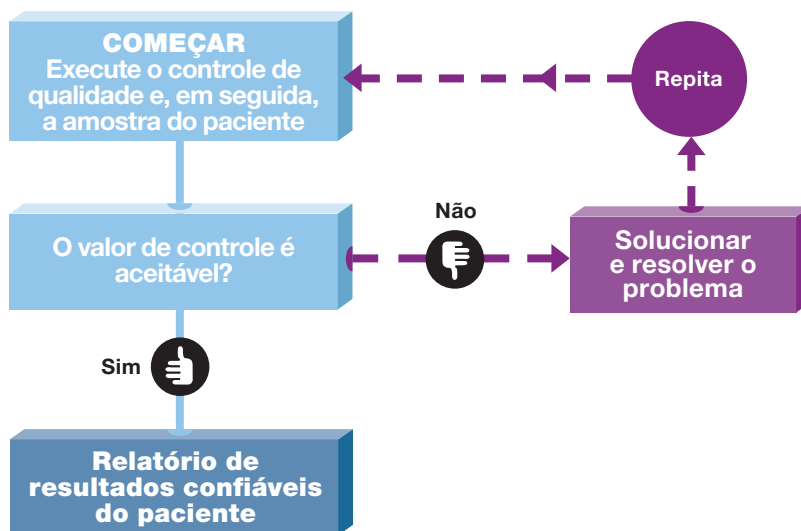 COMEÇAR
Execute o controle de
qualidade e, em seguida,
a amostra do paciente
Repita
O valor de controle é
aceitável?
Não
Solucionar
e resolver o
problema
Sim
Relatório de
resultados confiáveis
do paciente